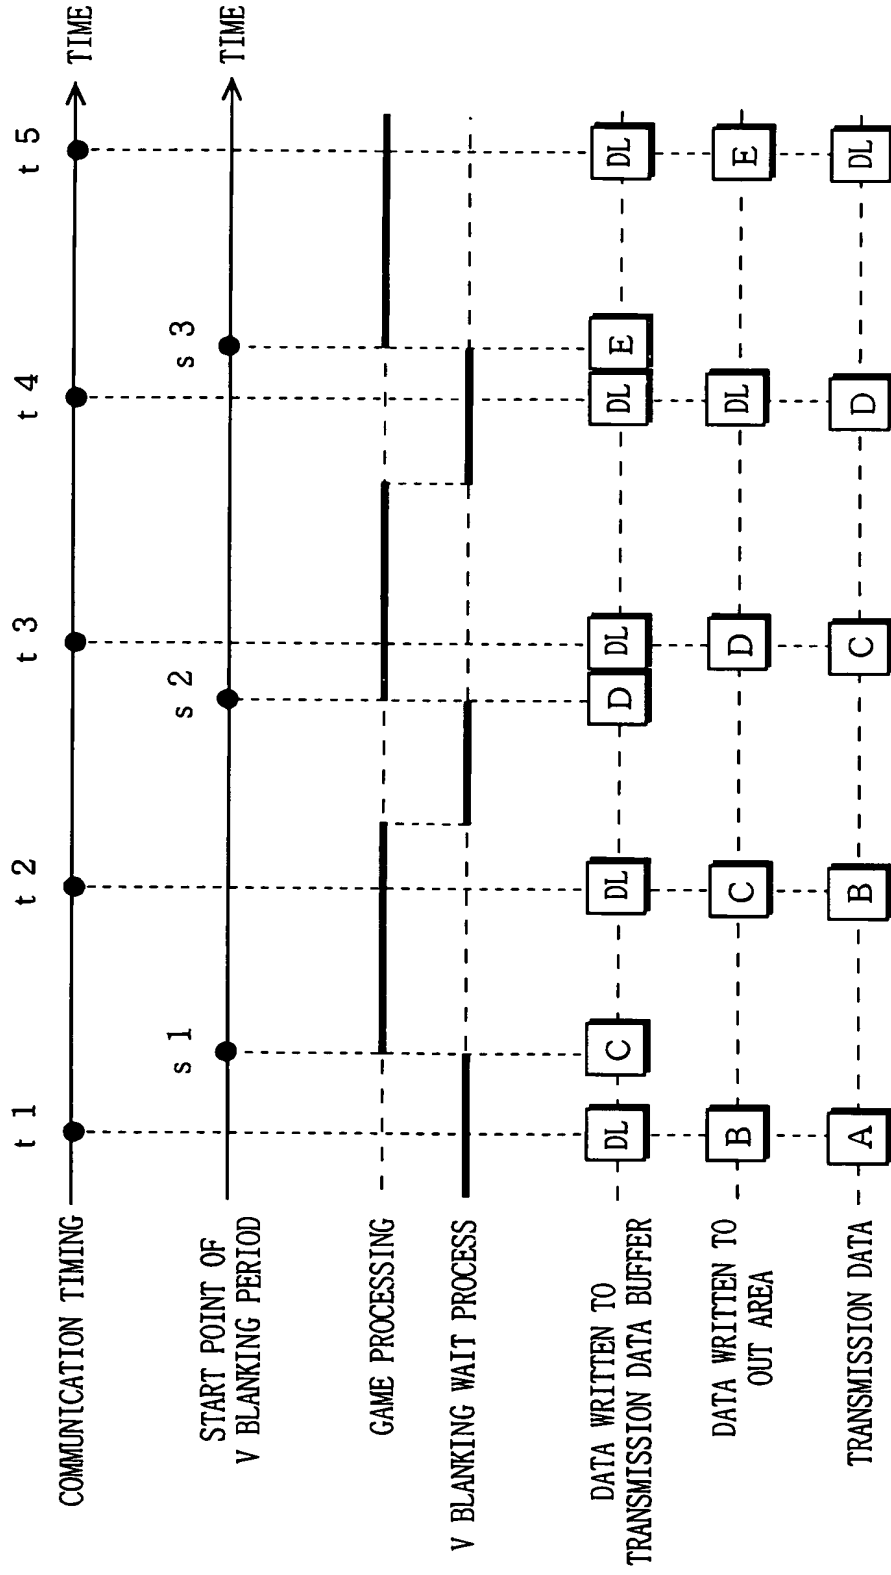 t 1
t 2
t 3
t 4
t 5
COMMUNICATION TIMING
TIME
s 1
s 2
s 3
START POINT OF
V BLANKING PERIOD
TIME
GAME PROCESSING
V BLANKING WAIT PROCESS
DATA WRITTEN TO
TRANSMISSION DATA BUFFER
DL
C
DL
D
DL
DL
E
DL
DATA WRITTEN TO
OUT AREA
B
C
D
DL
E
TRANSMISSION DATA
A
B
C
D
DL